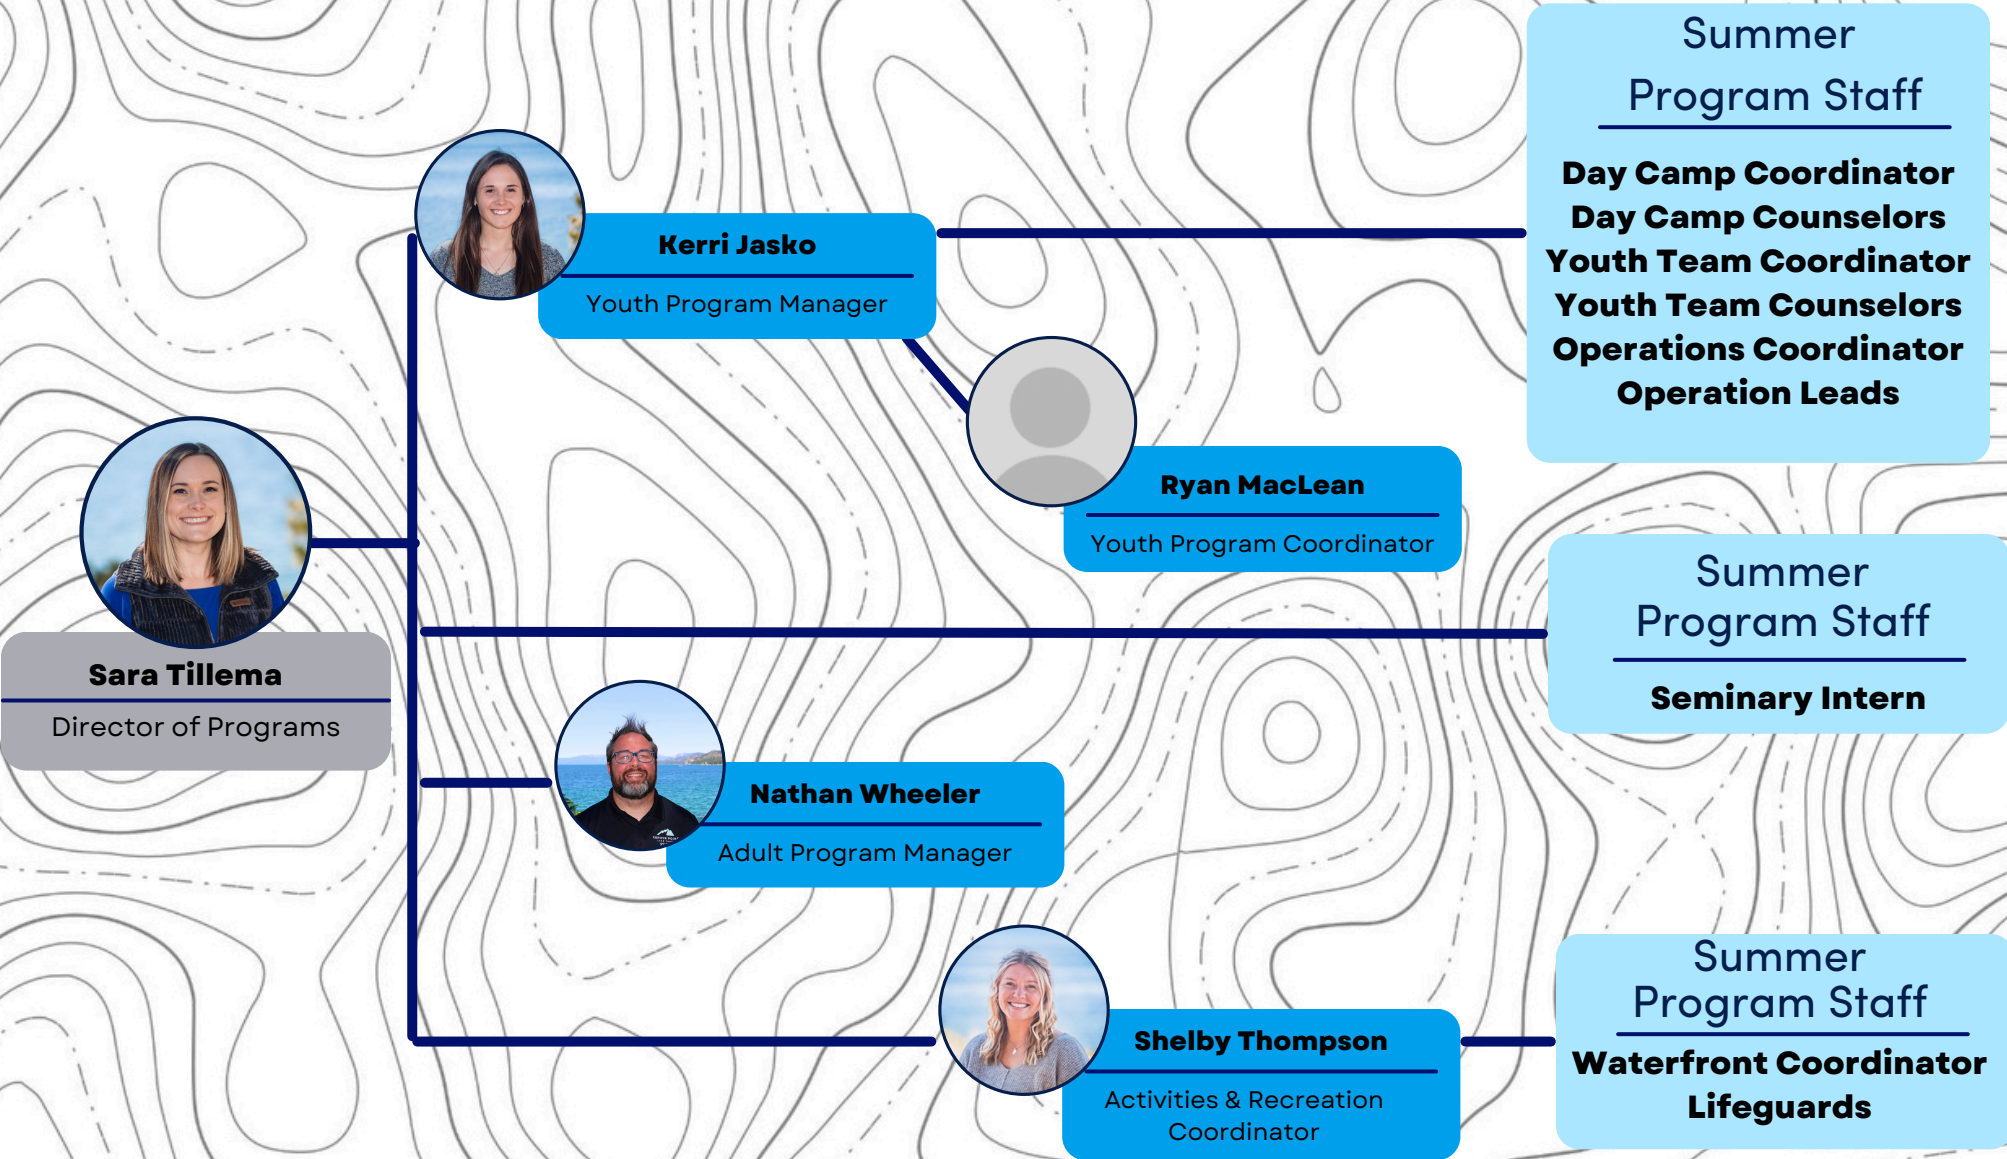 Summer
Program Staff
Day Camp Coordinator
Day Camp Counselors
Youth Team Coordinator
Youth Team Counselors
Operations Coordinator
Operation Leads
Kerri Jasko
Youth Program Manager
Ryan MacLean
Youth Program Coordinator
Summer
Program Staff
Seminary Intern
Sara Tillema
Director of Programs
Nathan Wheeler
Adult Program Manager
Shelby Thompson
Activities & Recreation
Coordinator
Summer
Program Staff
Waterfront Coordinator
Lifeguards